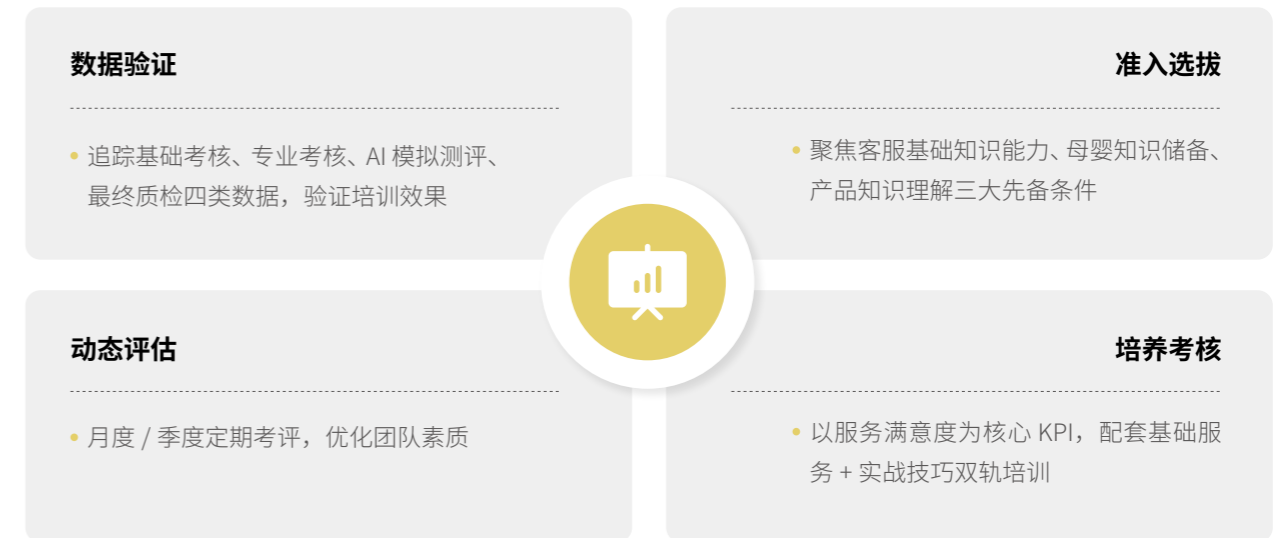 数据验证
追踪基础考核、专业考核、AI 模拟测评、
最终质检四类数据，验证培训效果
准入选拔
聚焦客服基础知识能力、母婴知识储备、
产品知识理解三大先备条件
动态评估
月度 / 季度定期考评，优化团队素质
培养考核
以服务满意度为核心 KPI，配套基础服
务 + 实战技巧双轨培训